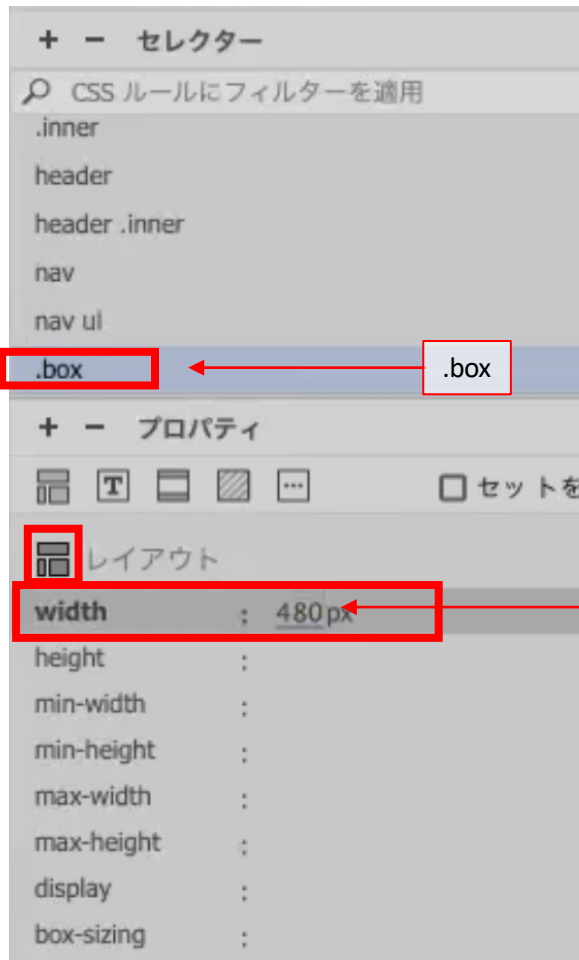 + − セレクター
CSS ルールにフィルターを適用
.inner
header
header .inner
nav
nav ul
.box
.box
+ − プロパティ
T
セットを
レイアウト
width : 480 px
height :
min-width :
min-height :
max-width :
max-height :
display :
box-sizing :